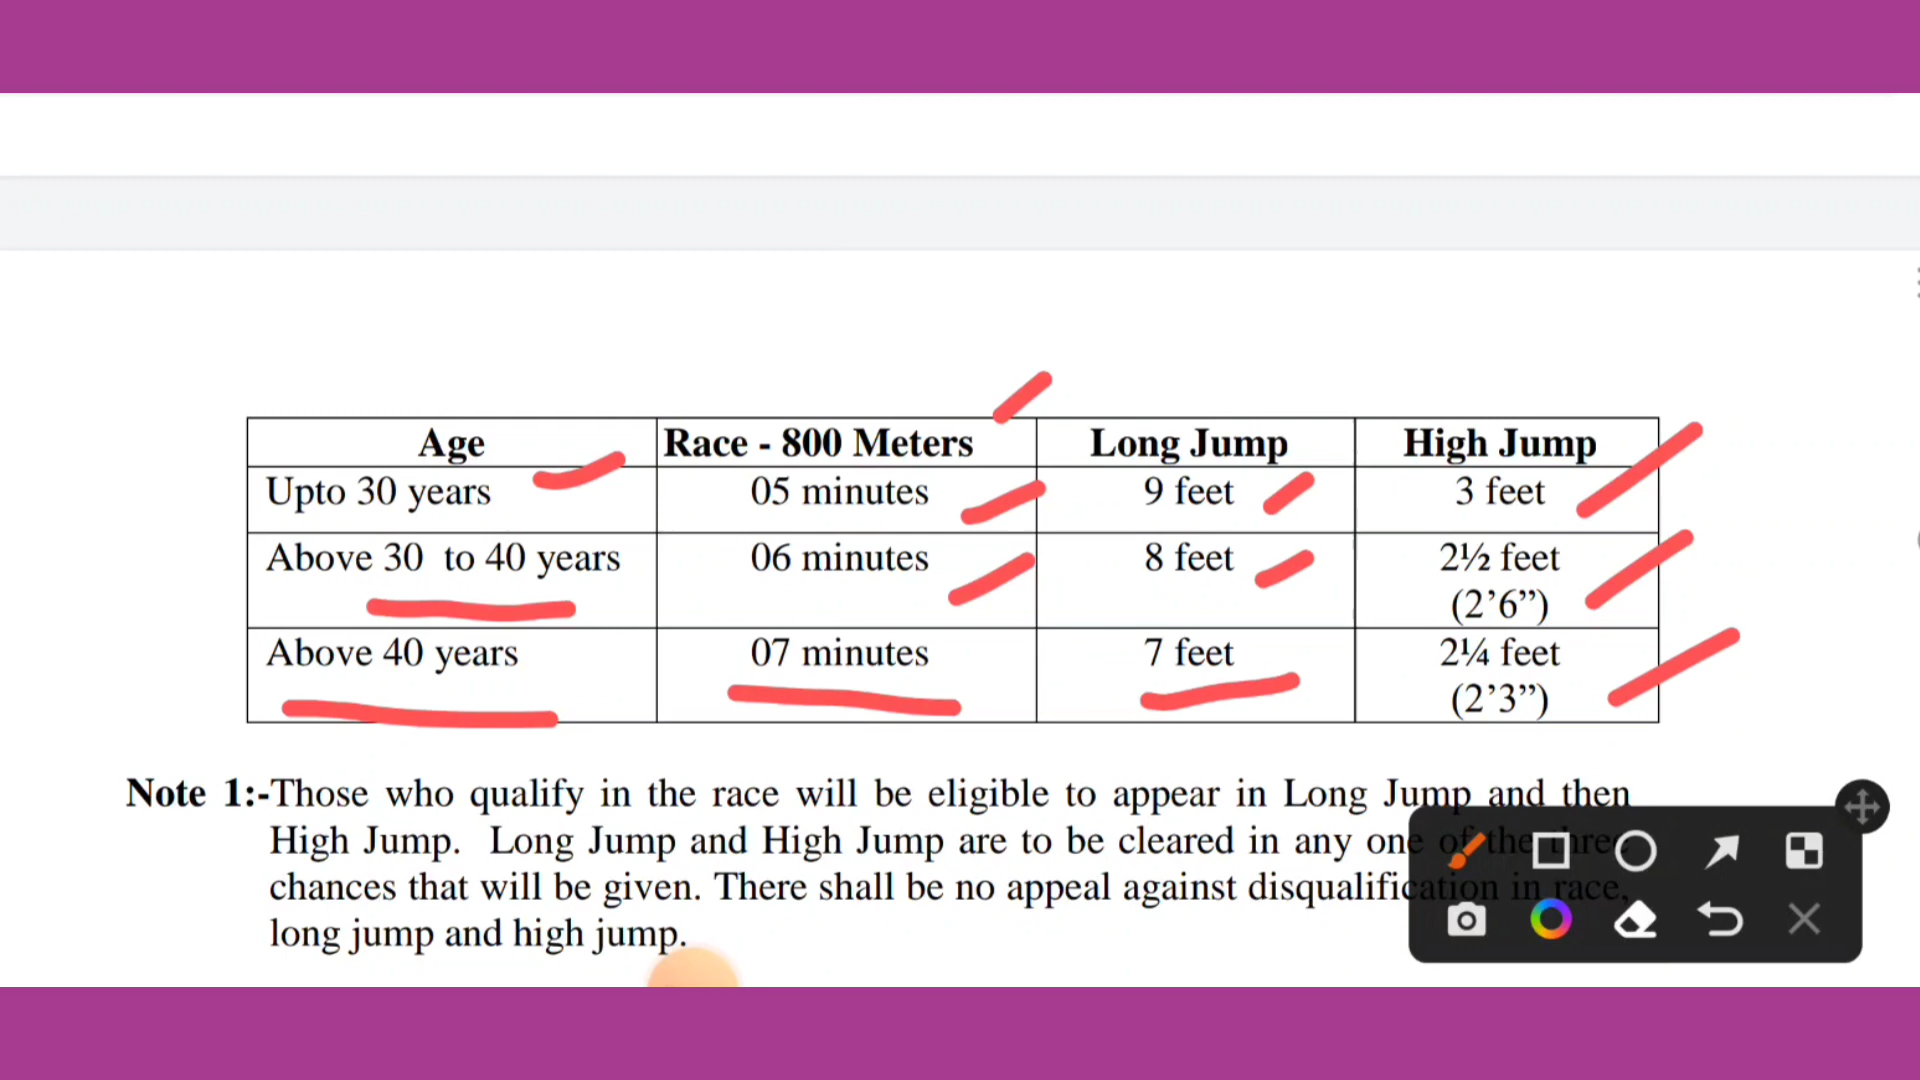 Age Race - 800 Meters Long Jump High Jump
Upto 30 years 05 minutes 9 feet 3 feet
Above 30 to 40 years 06 minutes 8 feet 2½ feet
(2’6”)
Above 40 years 07 minutes 7 feet 2¼ feet
(2’3”)
Note 1:-Those who qualify in the race will be eligible to appear in Long Jump and then
High Jump. Long Jump and High Jump are to be cleared in any one of the three
chances that will be given. There shall be no appeal against disqualification in race,
long jump and high jump.